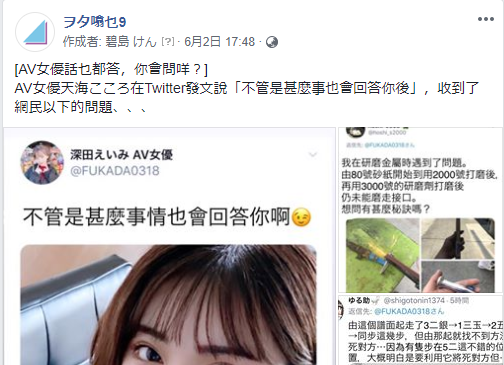 ヲタ噏乜9
作成者: 碧島 けん [?] · 6月2日 17:48 ·
[AV女優話乜都答，你會問咩？]
AV女優天海こころ在Twitter發文說「不管是甚麼事也會回答你後」，收到了
網民以下的問題、、、
深田えいみ AV女優
@FUKADA0318
不管是甚麼事情也會回答你啊😉
@hoshi_s2000
返信先: @FUKADA0318さん
我在研磨金屬時遇到了問題。
由80號砂紙開始到用2000號打磨後，
再用3000號的研磨劑打磨後
仍未能磨走接口。
想問有甚麼秘訣嗎？
ゆる助 @shigotonin1374 · 5時間
返信先: @FUKADA0318さん
由這個譜面起走了3二銀→1三玉→2五
→同步這幾步，但由那起就找不到方
死對方…因為有隻步在5二這不錯的位
置，大概明白是要利用它將死對方但